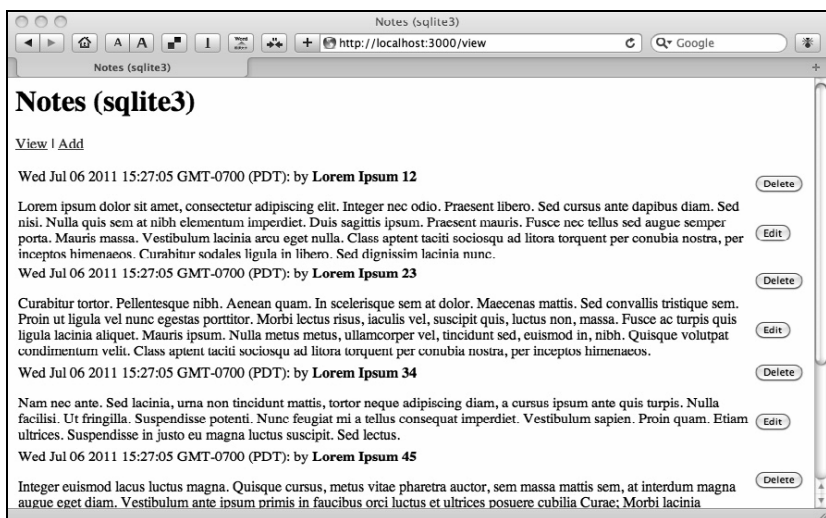 Notes (sqlite3)
A A
http://localhost:3000/view
Google
Notes (sqlite3)
Notes (sqlite3)
View | Add
Wed Jul 06 2011 15:27:05 GMT-0700 (PDT): by Lorem Ipsum 12
Delete
Lorem ipsum dolor sit amet, consectetur adipiscing elit. Integer nec odio. Praesent libero. Sed cursus ante dapibus diam. Sed
nisi. Nulla quis sem at nibh elementum imperdiet. Duis sagittis ipsum. Praesent mauris. Fusce nec tellus sed augue semper
porta. Mauris massa. Vestibulum lacinia arcu eget nulla. Class aptent taciti sociosqu ad litora torquent per conubia nostra, per
Edit
inceptos himenaeos. Curabitur sodales ligula in libero. Sed dignissim lacinia nunc.
Wed Jul 06 2011 15:27:05 GMT-0700 (PDT): by Lorem Ipsum 23
Delete
Curabitur tortor. Pellentesque nibh. Aenean quam. In scelerisque sem at dolor. Maecenas mattis. Sed convallis tristique sem.
Proin ut ligula vel nunc egestas porttitor. Morbi lectus risus, iaculis vel, suscipit quis, luctus non, massa. Fusce ac turpis quis
ligula lacinia aliquet. Mauris ipsum. Nulla metus metus, ullamcorper vel, tincidunt sed, euismod in, nibh. Quisque volutpat
Edit
condimentum velit. Class aptent taciti sociosqu ad litora torquent per conubia nostra, per inceptos himenaeos.
Wed Jul 06 2011 15:27:05 GMT-0700 (PDT): by Lorem Ipsum 34
Delete
Nam nec ante. Sed lacinia, urna non tincidunt mattis, tortor neque adipiscing diam, a cursus ipsum ante quis turpis. Nulla
facilisi. Ut fringilla. Suspendisse potenti. Nunc feugiat mi a tellus consequat imperdiet. Vestibulum sapien. Proin quam. Etiam
Edit
ultrices. Suspendisse in justo eu magna luctus suscipit. Sed lectus.
Wed Jul 06 2011 15:27:05 GMT-0700 (PDT): by Lorem Ipsum 45
Delete
Integer euismod lacus luctus magna. Quisque cursus, metus vitae pharetra auctor, sem massa mattis sem, at interdum magna
augue eget diam. Vestibulum ante ipsum primis in faucibus orci luctus et ultrices posuere cubilia Curae; Morbi lacinia